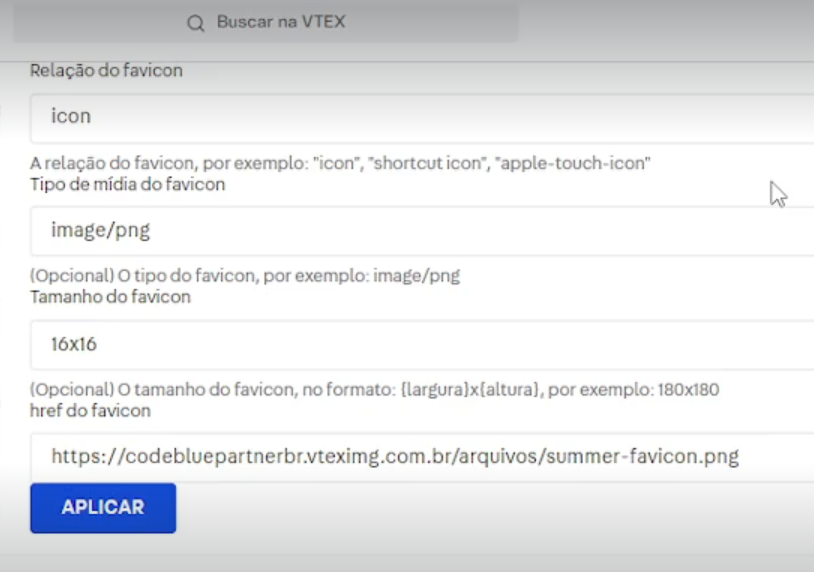 Buscar na VTEX
Relação do favicon
icon
A relação do favicon, por exemplo: "icon", "shortcut icon", "apple-touch-icon"
Tipo de mídia do favicon
image/png
(Opcional) O tipo do favicon, por exemplo: image/png
Tamanho do favicon
16x16
(Opcional) O tamanho do favicon, no formato: {largura}x{altura}, por exemplo: 180x180
href do favicon
https://codebluepartnerbr.vteximg.com.br/arquivos/summer-favicon.png
APLICAR